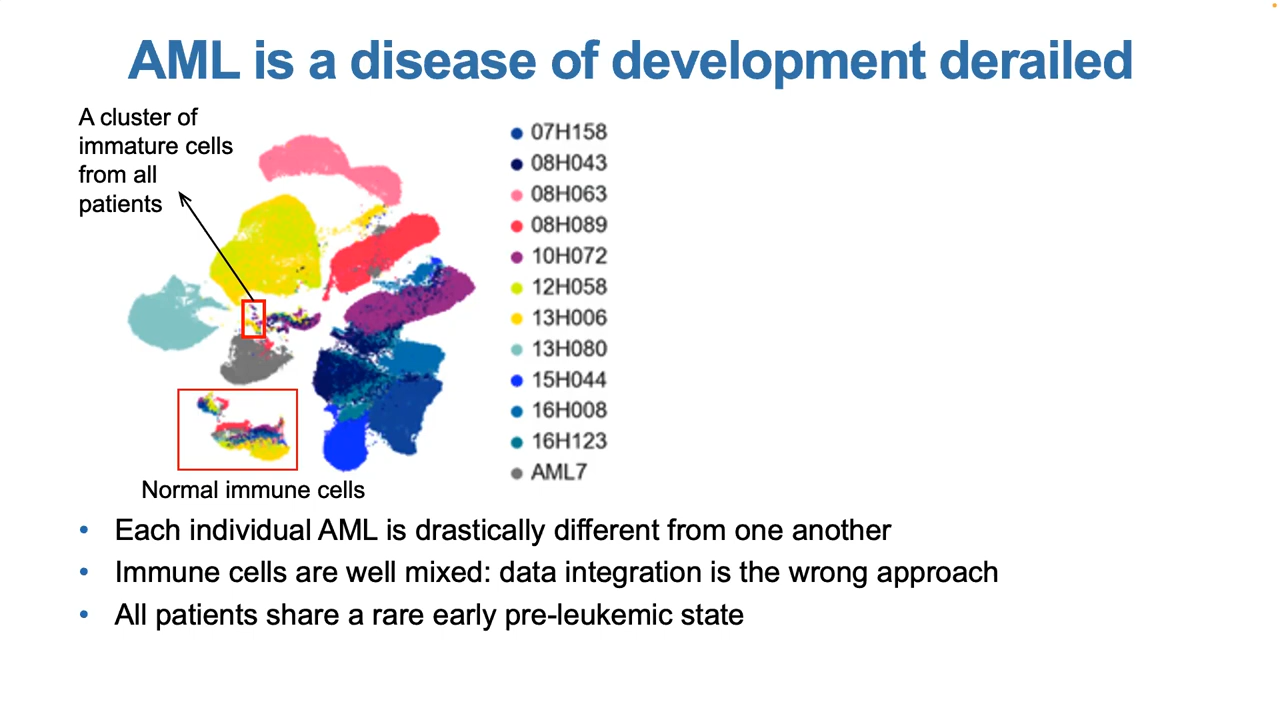 AML is a disease of development derailed
A cluster of
immature cells
from all
patients
07H158
08H043
08H063
08H089
10H072
12H058
13H006
13H080
15H044
16H008
16H123
AML7
Normal immune cells
• Each individual AML is drastically different from one another
• Immune cells are well mixed: data integration is the wrong approach
• All patients share a rare early pre-leukemic state